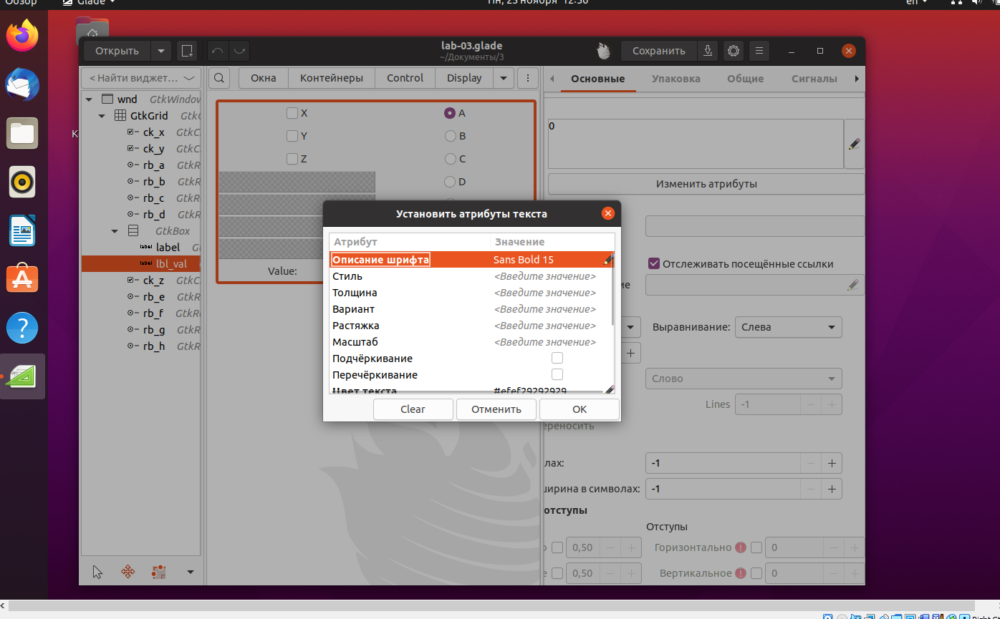 Обзор Glade Пн, 23 ноября 12:36 en
Открыть lab-03.glade Сохранить
~/Документы/3
< Найти виджет… Окна Контейнеры Control Display Основные Упаковка Общие Сигналы
wnd GtkWindov
GtkGrid GtkG
ck_x GtkC
ck_y GtkC
rb_a GtkR
rb_b GtkR
rb_c GtkR
rb_d GtkR
GtkBox
label G
lbl_val
ck_z GtkC
rb_e GtkR
rb_f GtkR
rb_g GtkR
rb_h GtkR
K
X A
Y B
Z C
D
Value:
0
Изменить атрибуты
Отслеживать посещённые ссылки
ие
Выравнивание: Слева
Слово
Lines -1
ереносить
лах: -1
ширина в символах: -1
отступы
Отступы
о 0,50 Горизонтально 0
е 0,50 Вертикальное 0
Установить атрибуты текста
Атрибут Значение
Описание шрифта Sans Bold 15
Стиль <Введите значение>
Толщина <Введите значение>
Вариант <Введите значение>
Растяжка <Введите значение>
Масштаб <Введите значение>
Подчёркивание
Перечёркивание
Цвет текста #efef29292929
Clear Отменить OK